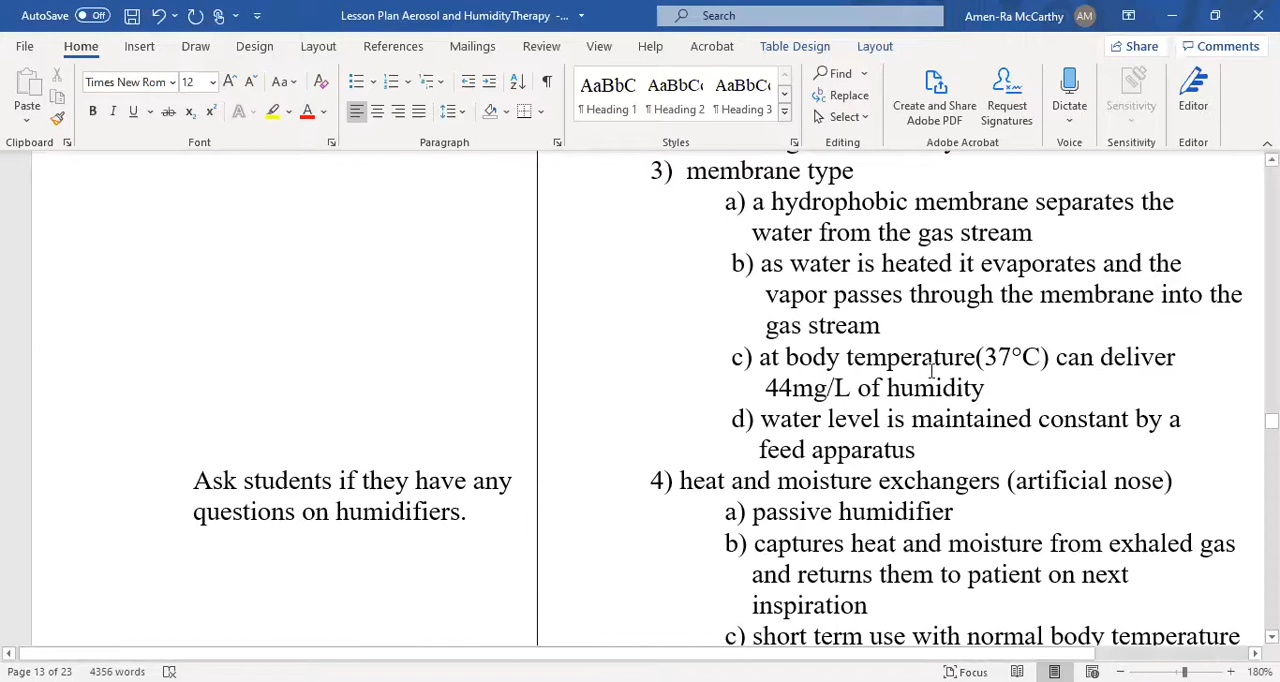 AutoSave Off Lesson Plan Aerosol and HumidityTherapy -... Search Amen-Ra McCarthy AM
File Home Insert Draw Design Layout References Mailings Review View Help Acrobat Table Design Layout Share Comments
Times New Rom 12 Aa AaBbC AaBbC AaBbC Find
Paste ¶ Heading 1 ¶ Heading 2 ¶ Heading 3 Replace Create and Share Adobe PDF Request Signatures Dictate Sensitivity Editor
Select
Clipboard Font Paragraph Styles Editing Adobe Acrobat Voice Sensitivity Editor
3) membrane type
a) a hydrophobic membrane separates the
water from the gas stream
b) as water is heated it evaporates and the
vapor passes through the membrane into the
gas stream
c) at body temperature(37°C) can deliver
44mg/L of humidity
d) water level is maintained constant by a
feed apparatus
Ask students if they have any
questions on humidifiers.
4) heat and moisture exchangers (artificial nose)
a) passive humidifier
b) captures heat and moisture from exhaled gas
and returns them to patient on next
inspiration
c) short term use with normal body temperature
Page 13 of 23 4356 words Focus 180%